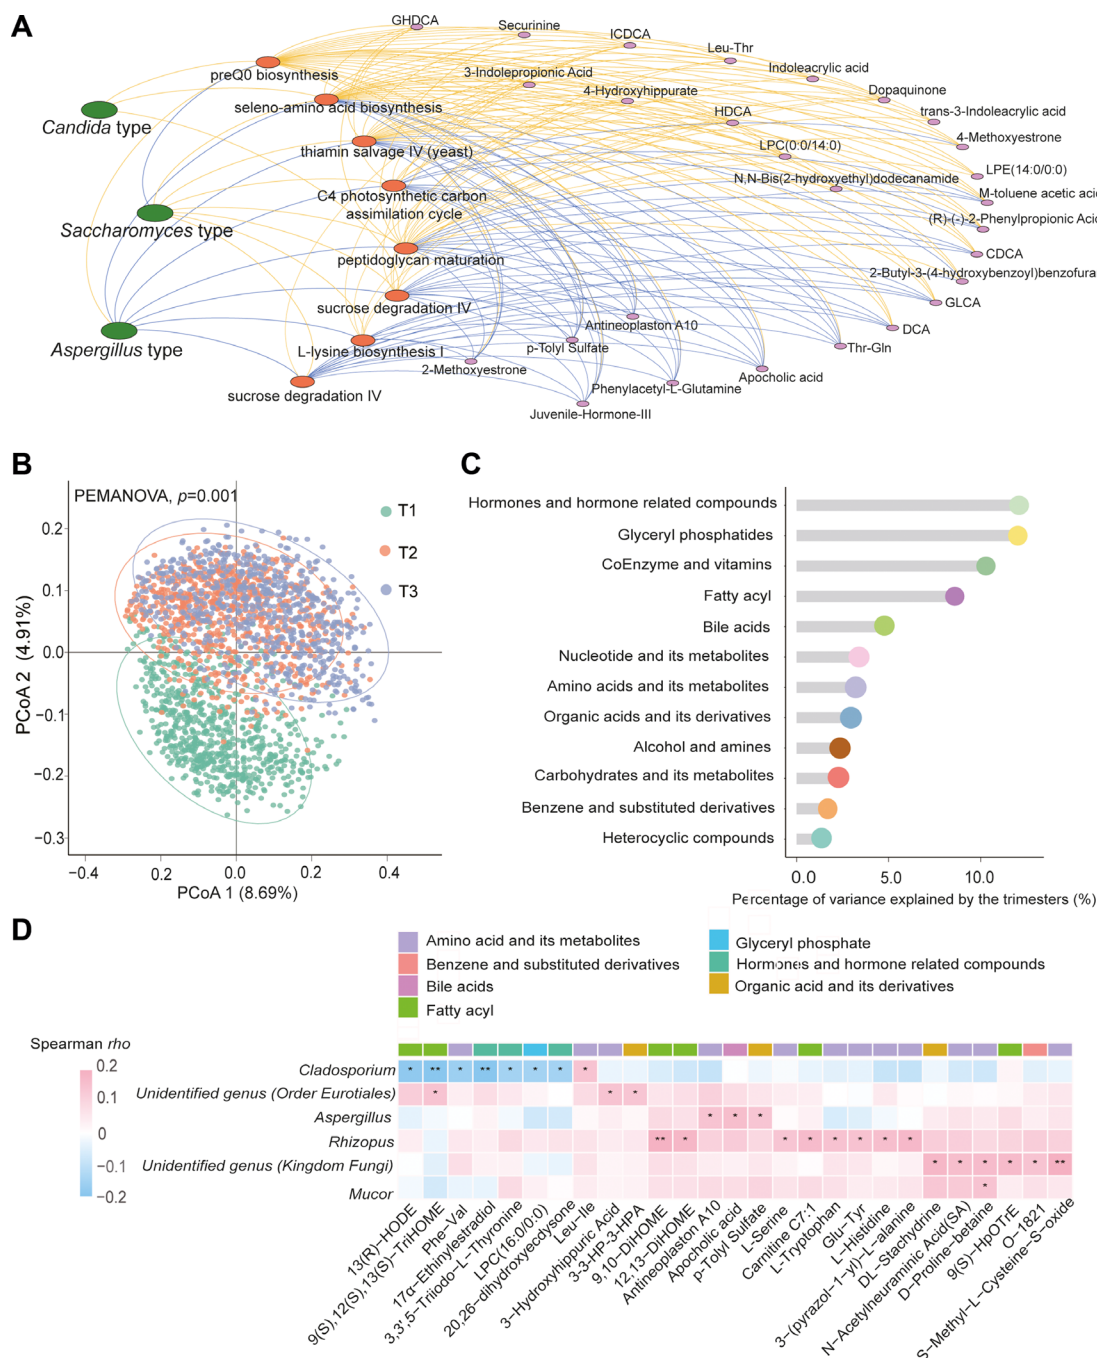 A
GHDCA
Securinine
ICDCA
Leu-Thr
preQ0 biosynthesis
3-Indolepropionic Acid
Indoleacrylic acid
seleno-amino acid biosynthesis
4-Hydroxyhippurate
Dopaquinone
HDCA
trans-3-Indoleacrylic acid
Candida type
4-Methoxyestrone
thiamin salvage IV (yeast)
LPC(0:0/14:0)
LPE(14:0/0:0)
N,N-Bis(2-hydroxyethyl)dodecanamide
C4 photosynthetic carbon
assimilation cycle
M-toluene acetic acid
(R)-(-)-2-Phenylpropionic Acid
Saccharomyces type
CDCA
peptidoglycan maturation
2-Butyl-3-(4-hydroxybenzoyl)benzofura
GLCA
sucrose degradation IV
Antineoplaston A10
DCA
Aspergillus type
L-lysine biosynthesis I
p-Tolyl Sulfate
Thr-Gln
2-Methoxyestrone
Apocholic acid
sucrose degradation IV
Phenylacetyl-L-Glutamine
Juvenile-Hormone-III
B
PEMANOVA, p=0.001
T1
T2
T3
0.2
0.1
0.0
−0.1
−0.2
−0.3
PCoA 2 (4.91%)
−0.4
0.2
0.0
0.2
0.4
PCoA 1 (8.69%)
C
Hormones and hormone related compounds
Glyceryl phosphatides
CoEnzyme and vitamins
Fatty acyl
Bile acids
Nucleotide and its metabolites
Amino acids and its metabolites
Organic acids and its derivatives
Alcohol and amines
Carbohydrates and its metabolites
Benzene and substituted derivatives
Heterocyclic compounds
0.0
5.0
10.0
Percentage of variance explained by the trimesters (%)
D
Amino acid and its metabolites
Benzene and substituted derivatives
Bile acids
Fatty acyl
Glyceryl phosphate
Hormones and hormone related compounds
Organic acid and its derivatives
Spearman rho
0.2
0.1
0
−0.1
−0.2
Cladosporium
* ** * ** * * * *
Unidentified genus (Order Eurotiales)
* * *
Aspergillus
* * *
Rhizopus
** * * * * * * *
Unidentified genus (Kingdom Fungi)
* * * * * **
Mucor
*
13(R)−HODE
9(S),12(S),13(S)−TriHOME
Phe−Val
17α−Ethinylestradiol
3,3',5−Triiodo−L−Thyronine
LPC(16:0/0:0)
20,26−dihydroxyecdysone
Leu−Ile
3−Hydroxyhippuric Acid
3-3-HP-3-HPA
9,10−DiHOME
12,13−DiHOME
Antineoplaston A10
Apocholic acid
p−Tolyl Sulfate
L−Serine
Carnitine C7:1
L−Tryptophan
Glu−Tyr
L−Histidine
3−(pyrazol−1−yl)−L−alanine
DL−Stachydrine
N−Acetylneuraminic Acid(SA)
D−Proline−betaine
9(S)−HpOTrE
O−1821
S−Methyl−L−Cysteine−S−oxide